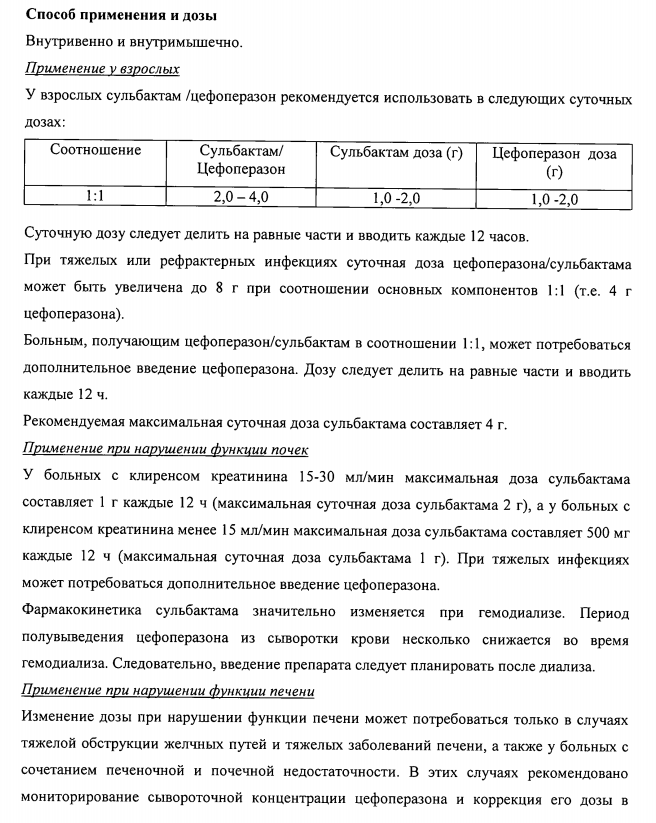 Способ применения и дозы
Внутривенно и внутримышечно.
Применение у взрослых
У взрослых сульбактам /цефоперазон рекомендуется использовать в следующих суточных
дозах:
Соотношение
Сульбактам/
Цефоперазон
Сульбактам доза (г)
Цефоперазон доза
(г)
1:1
2,0 – 4,0
1,0 -2,0
1,0 -2,0
Суточную дозу следует делить на равные части и вводить каждые 12 часов.
При тяжелых или рефрактерных инфекциях суточная доза цефоперазона/сульбактама
может быть увеличена до 8 г при соотношении основных компонентов 1:1 (т.е. 4 г
цефоперазона).
Больным, получающим цефоперазон/сульбактам в соотношении 1:1, может потребоваться
дополнительное введение цефоперазона. Дозу следует делить на равные части и вводить
каждые 12 ч.
Рекомендуемая максимальная суточная доза сульбактама составляет 4 г.
Применение при нарушении функции почек
У больных с клиренсом креатинина 15-30 мл/мин максимальная доза сульбактама
составляет 1 г каждые 12 ч (максимальная суточная доза сульбактама 2 г), а у больных с
клиренсом креатинина менее 15 мл/мин максимальная доза сульбактама составляет 500 мг
каждые 12 ч (максимальная суточная доза сульбактама 1 г). При тяжелых инфекциях
может потребоваться дополнительное введение цефоперазона.
Фармакокинетика сульбактама значительно изменяется при гемодиализе. Период
полувыведения цефоперазона из сыворотки крови несколько снижается во время
гемодиализа. Следовательно, введение препарата следует планировать после диализа.
Применение при нарушении функции печени
Изменение дозы при нарушении функции печени может потребоваться только в случаях
тяжелой обструкции желчных путей и тяжелых заболеваний печени, а также у больных с
сочетанием печеночной и почечной недостаточности. В этих случаях рекомендовано
мониторирование сывороточной концентрации цефоперазона и коррекция его дозы в